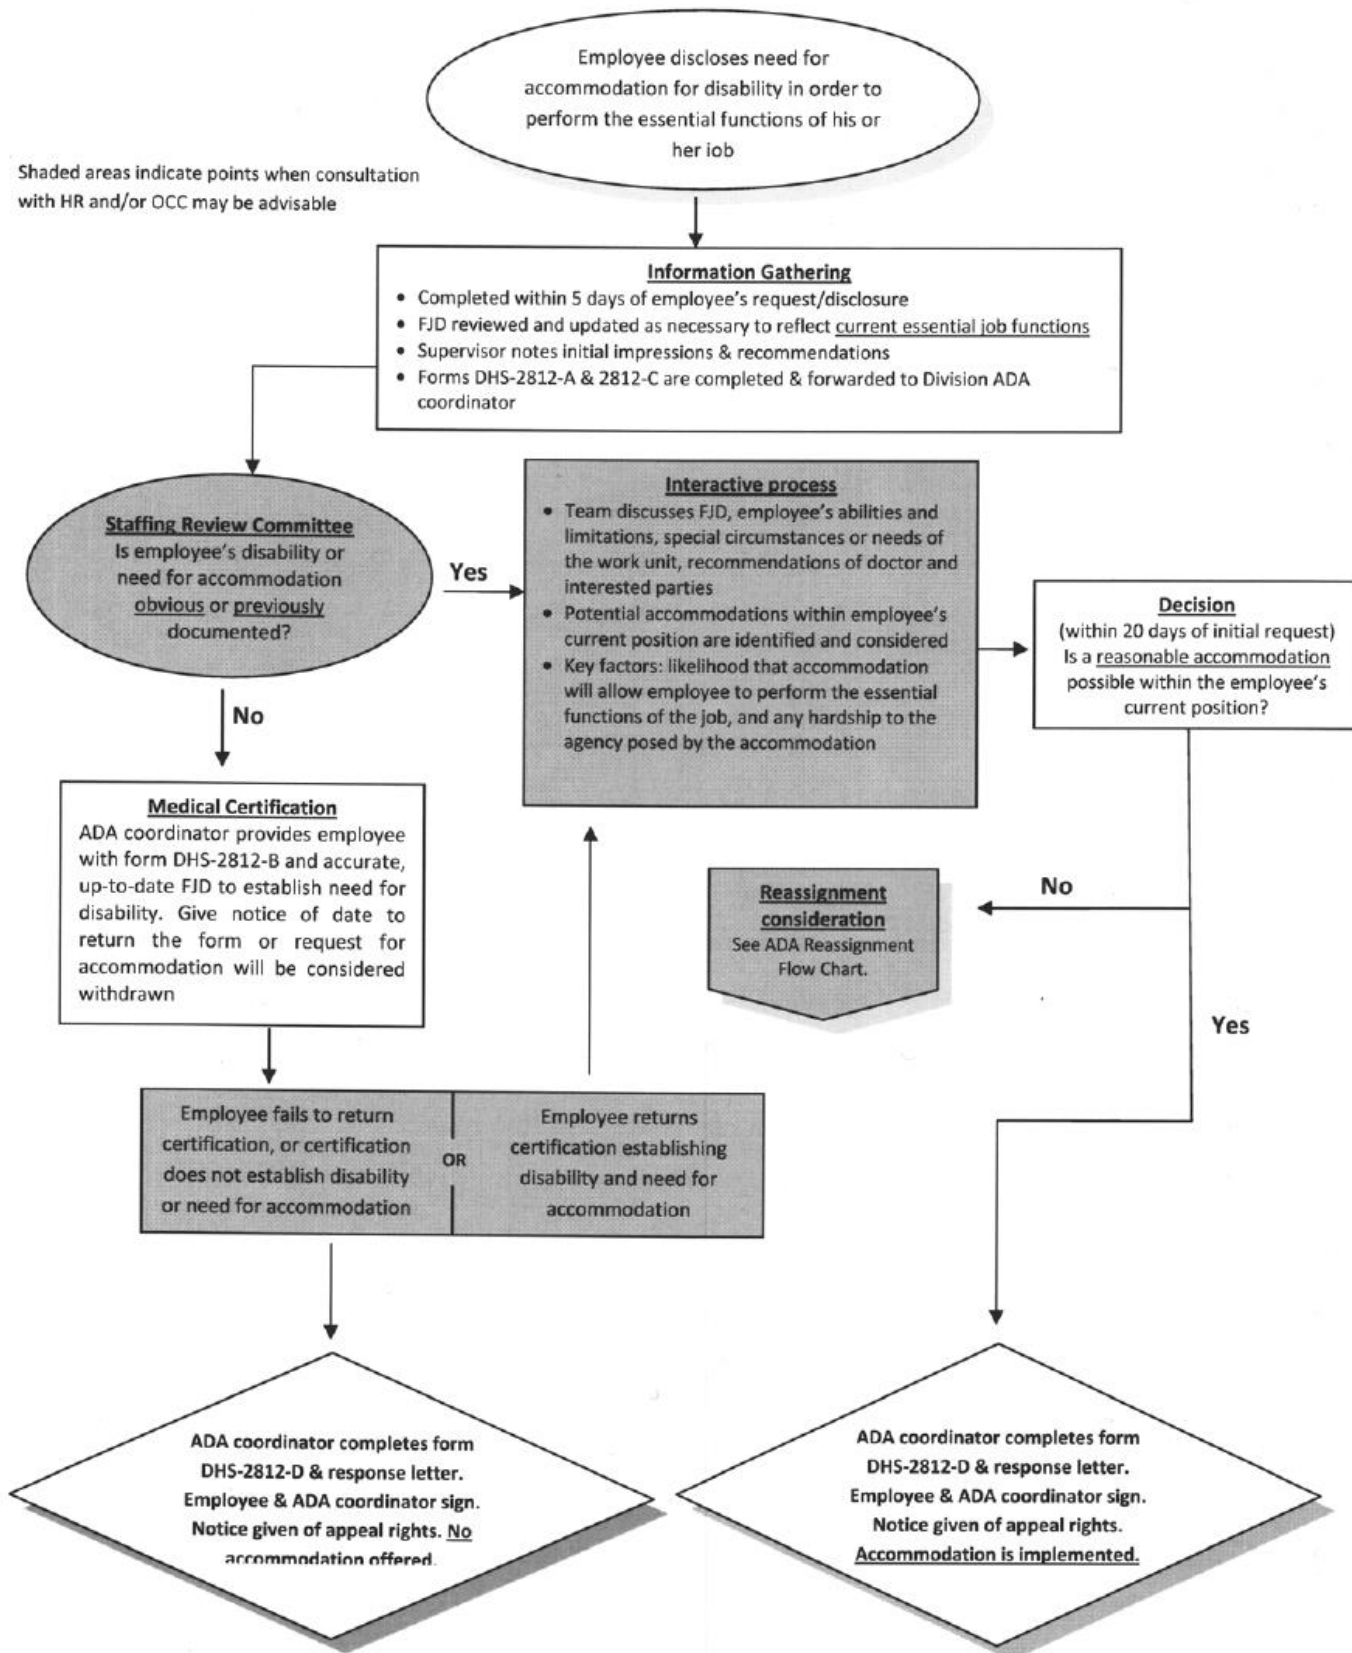 Employee discloses need for
accommodation for disability in order to
perform the essential functions of his or
her job
Shaded areas indicate points when consultation
with HR and/or OCC may be advisable
Information Gathering
• Completed within 5 days of employee's request/disclosure
• FJD reviewed and updated as necessary to reflect current essential job functions
• Supervisor notes initial impressions & recommendations
• Forms DHS-2812-A & 2812-C are completed & forwarded to Division ADA
coordinator
Staffing Review Committee
Is employee's disability or
need for accommodation
obvious or previously
documented?
Yes
Interactive process
• Team discusses FJD, employee's abilities and
limitations, special circumstances or needs of
the work unit, recommendations of doctor and
interested parties
• Potential accommodations within employee's
current position are identified and considered
• Key factors: likelihood that accommodation
will allow employee to perform the essential
functions of the job, and any hardship to the
agency posed by the accommodation
Decision
(within 20 days of initial request)
Is a reasonable accommodation
possible within the employee's
current position?
No
Medical Certification
ADA coordinator provides employee
with form DHS-2812-B and accurate,
up-to-date FJD to establish need for
disability. Give notice of date to
return the form or request for
accommodation will be considered
withdrawn
Reassignment
consideration
See ADA Reassignment
Flow Chart.
No
Yes
Employee fails to return
certification, or certification
does not establish disability
or need for accommodation
OR
Employee returns
certification establishing
disability and need for
accommodation
ADA coordinator completes form
DHS-2812-D & response letter.
Employee & ADA coordinator sign.
Notice given of appeal rights. No
accommodation offered.
ADA coordinator completes form
DHS-2812-D & response letter.
Employee & ADA coordinator sign.
Notice given of appeal rights.
Accommodation is implemented.